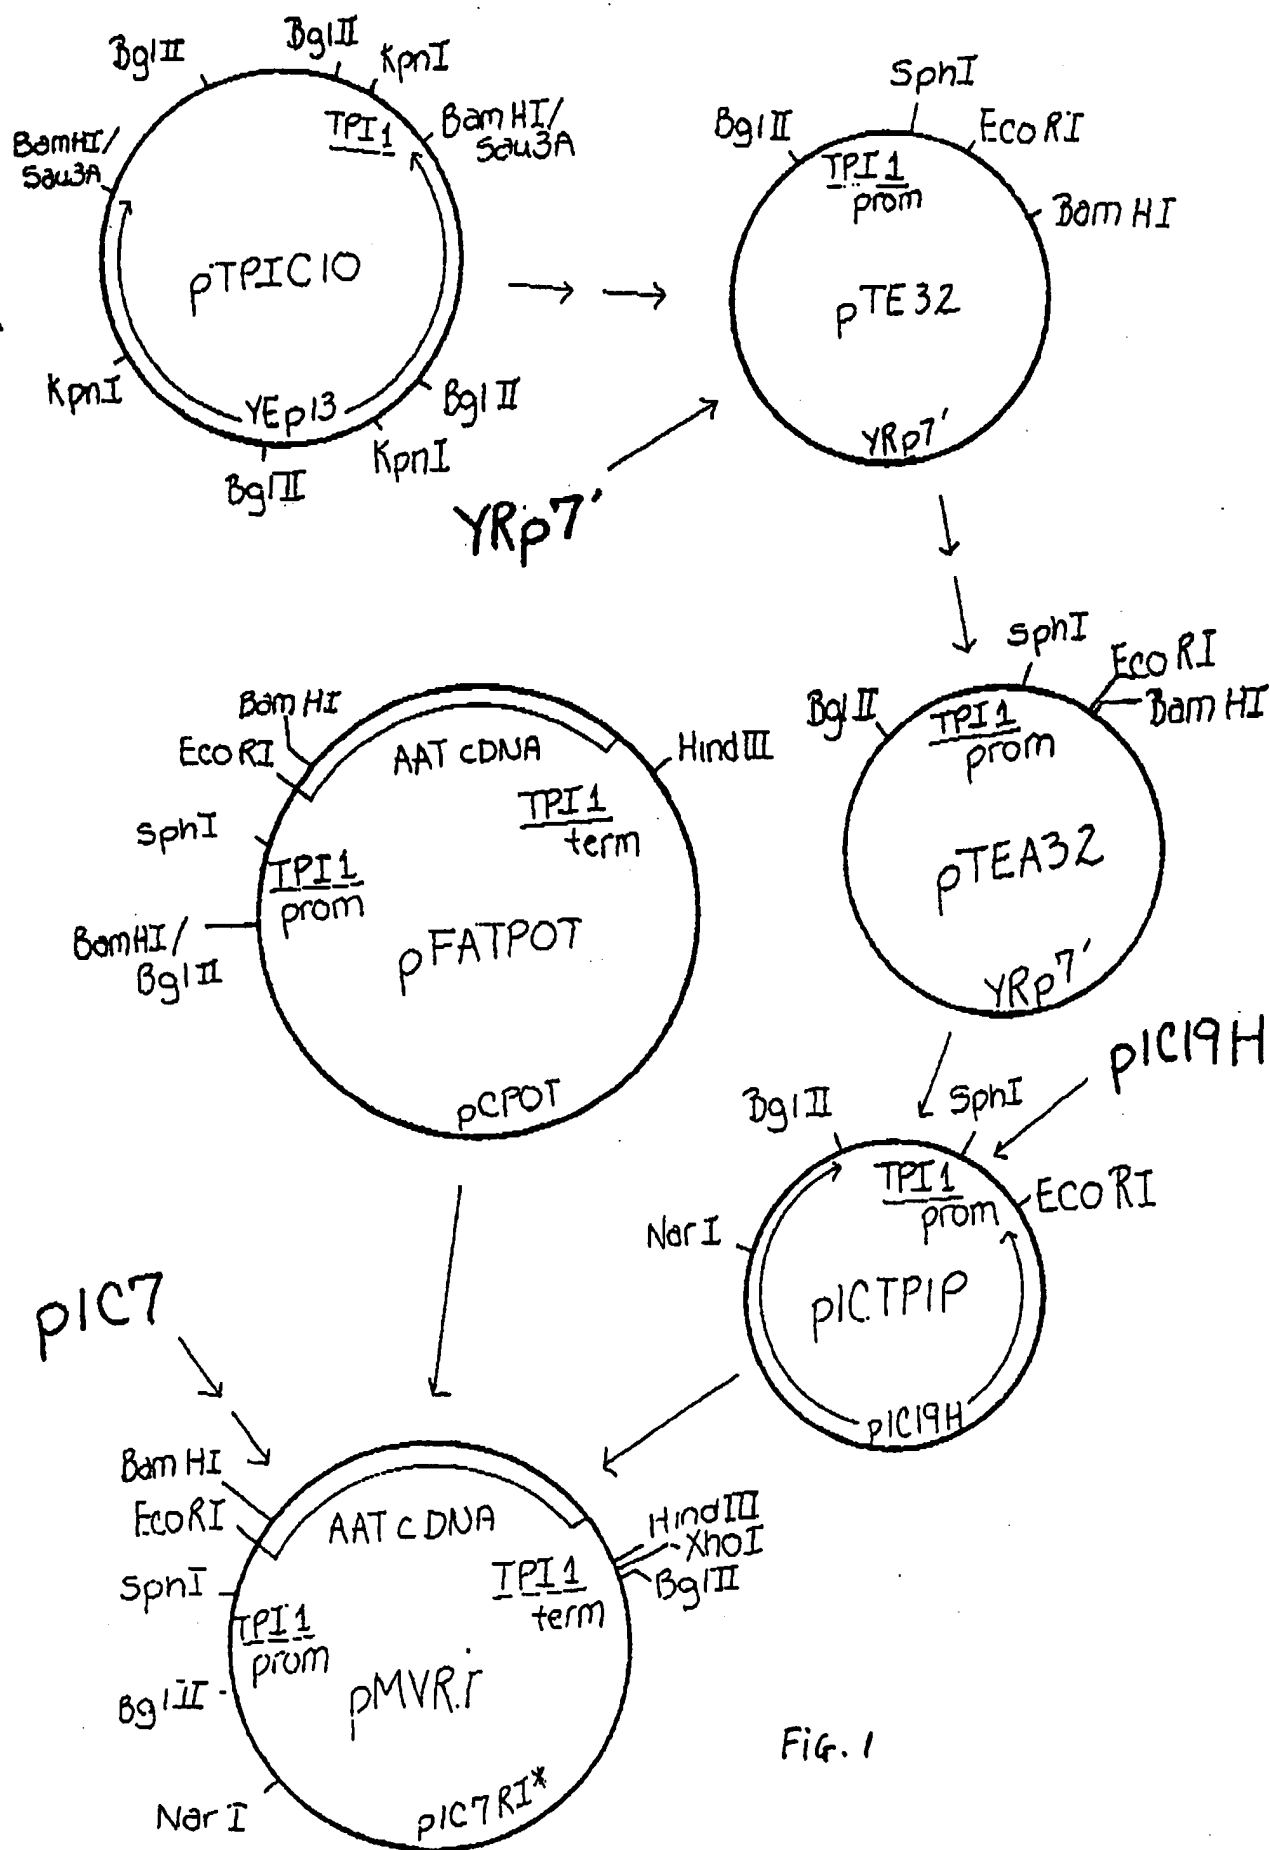 BglII
BglII
KpnI
BamHI/
Sau3A
TPI1
BamHI/
Sau3A
pTPIC10
KpnI
YEp13
BglII
KpnI
BglII
SphI
BglII
EcoRI
TPI1
prom
BamHI
pTE32
YRp7'
YRp7'
SphI
EcoRI
BglII
BamHI
TPI1
prom
pTEA32
YRp7'
BamHI
EcoRI
AAT cDNA
HindIII
SphI
TPI1
term
TPI1
prom
BamHI/
BglII
pFATPOT
pCPOT
pIC19H
BglII
SphI
TPI1
prom
EcoRI
NarI
pICTPIP
pIC19H
pIC7
BamHI
EcoRI
AAT cDNA
HindIII
XhoI
BglII
SphI
TPI1
term
TPI1
prom
BglII
pMVR.i
NarI
pIC7RI*
FiG. 1